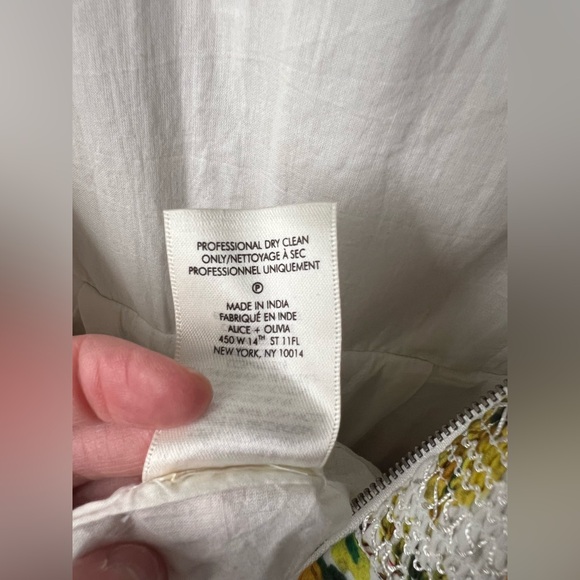 PROFESSIONAL DRY CLEAN
ONLY/NETTOYAGE À SEC
PROFESSIONNEL UNIQUEMENT
Ⓟ
MADE IN INDIA
FABRIQUÉ EN INDE
ALICE + OLIVIA
450 W 14TH ST 11FL
NEW YORK, NY 10014